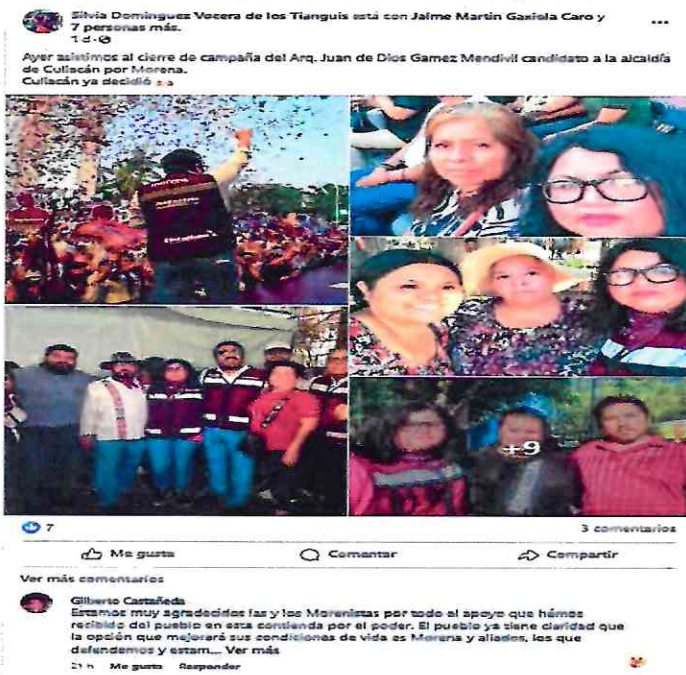 Silvia Domínguez Vocera de los Tianguis está con Jaime Martin Gaxiola Caro y
7 personas más.
1 d
Ayer asistimos al cierre de campaña del Arq. Juan de Dios Gamez Mendivil candidato a la alcaldía
de Culiacán por Morena.
Culiacán ya decidió
morena
+9
7
3 comentarios
Me gusta
Comentar
Compartir
Ver más comentarios
Gilberto Castañeda
Estamos muy agradecidos las y los Morenistas por todo el apoyo que hémos
recibido del pueblo en esta contienda por el poder. El pueblo ya tiene claridad que
la opción que mejorará sus condiciones de vida es Morena y aliados, los que
defendemos y estam... Ver más
21 h Me gusta Responder